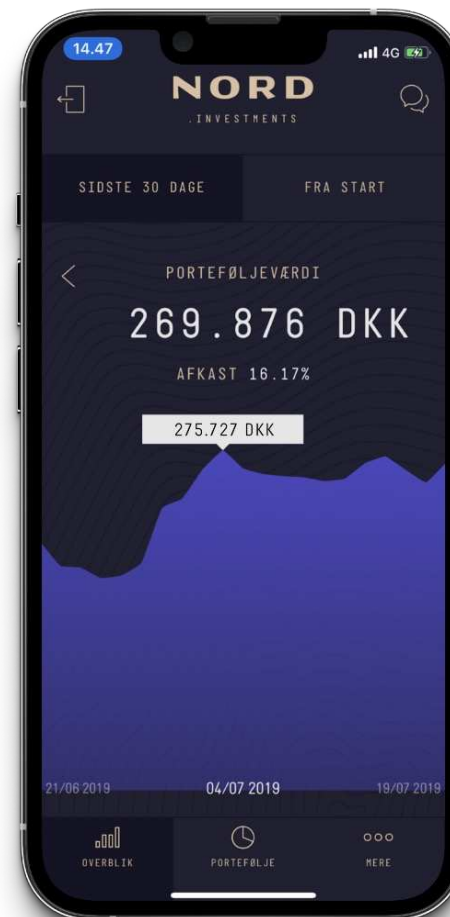 14.47
4G
NORD
.INVESTMENTS
SIDSTE 30 DAGE
FRA START
PORTEFØLJEVÆRDI
269.876 DKK
AFKAST 16.17%
275.727 DKK
21/06 2019
04/07 2019
19/07 2019
OVERBLIK
PORTEFØLJE
MERE